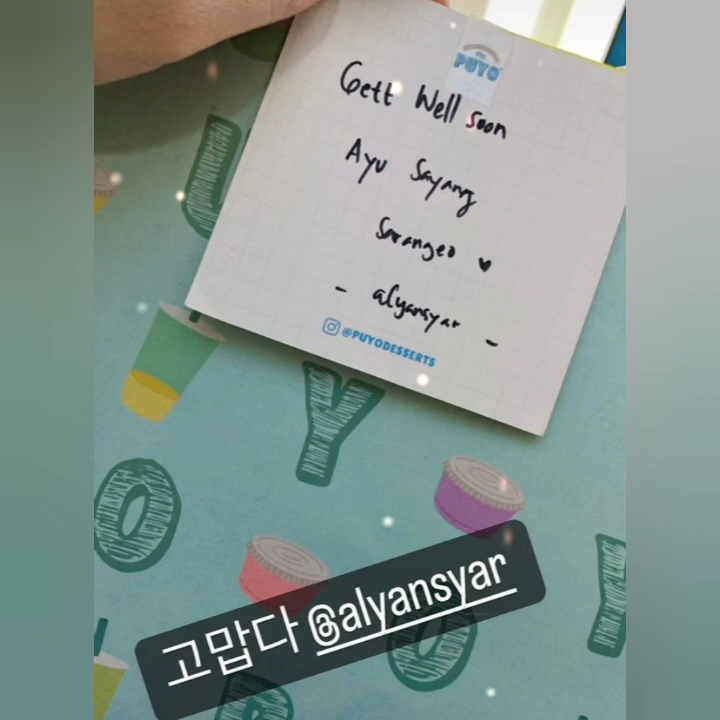 PUYO
Gett Well soon
Ayu Sayang
Sarangeo ♥
- alyansyar -
@PUYODESSERTS
U
Y
O
Y
O
고맙다 @alyansyar